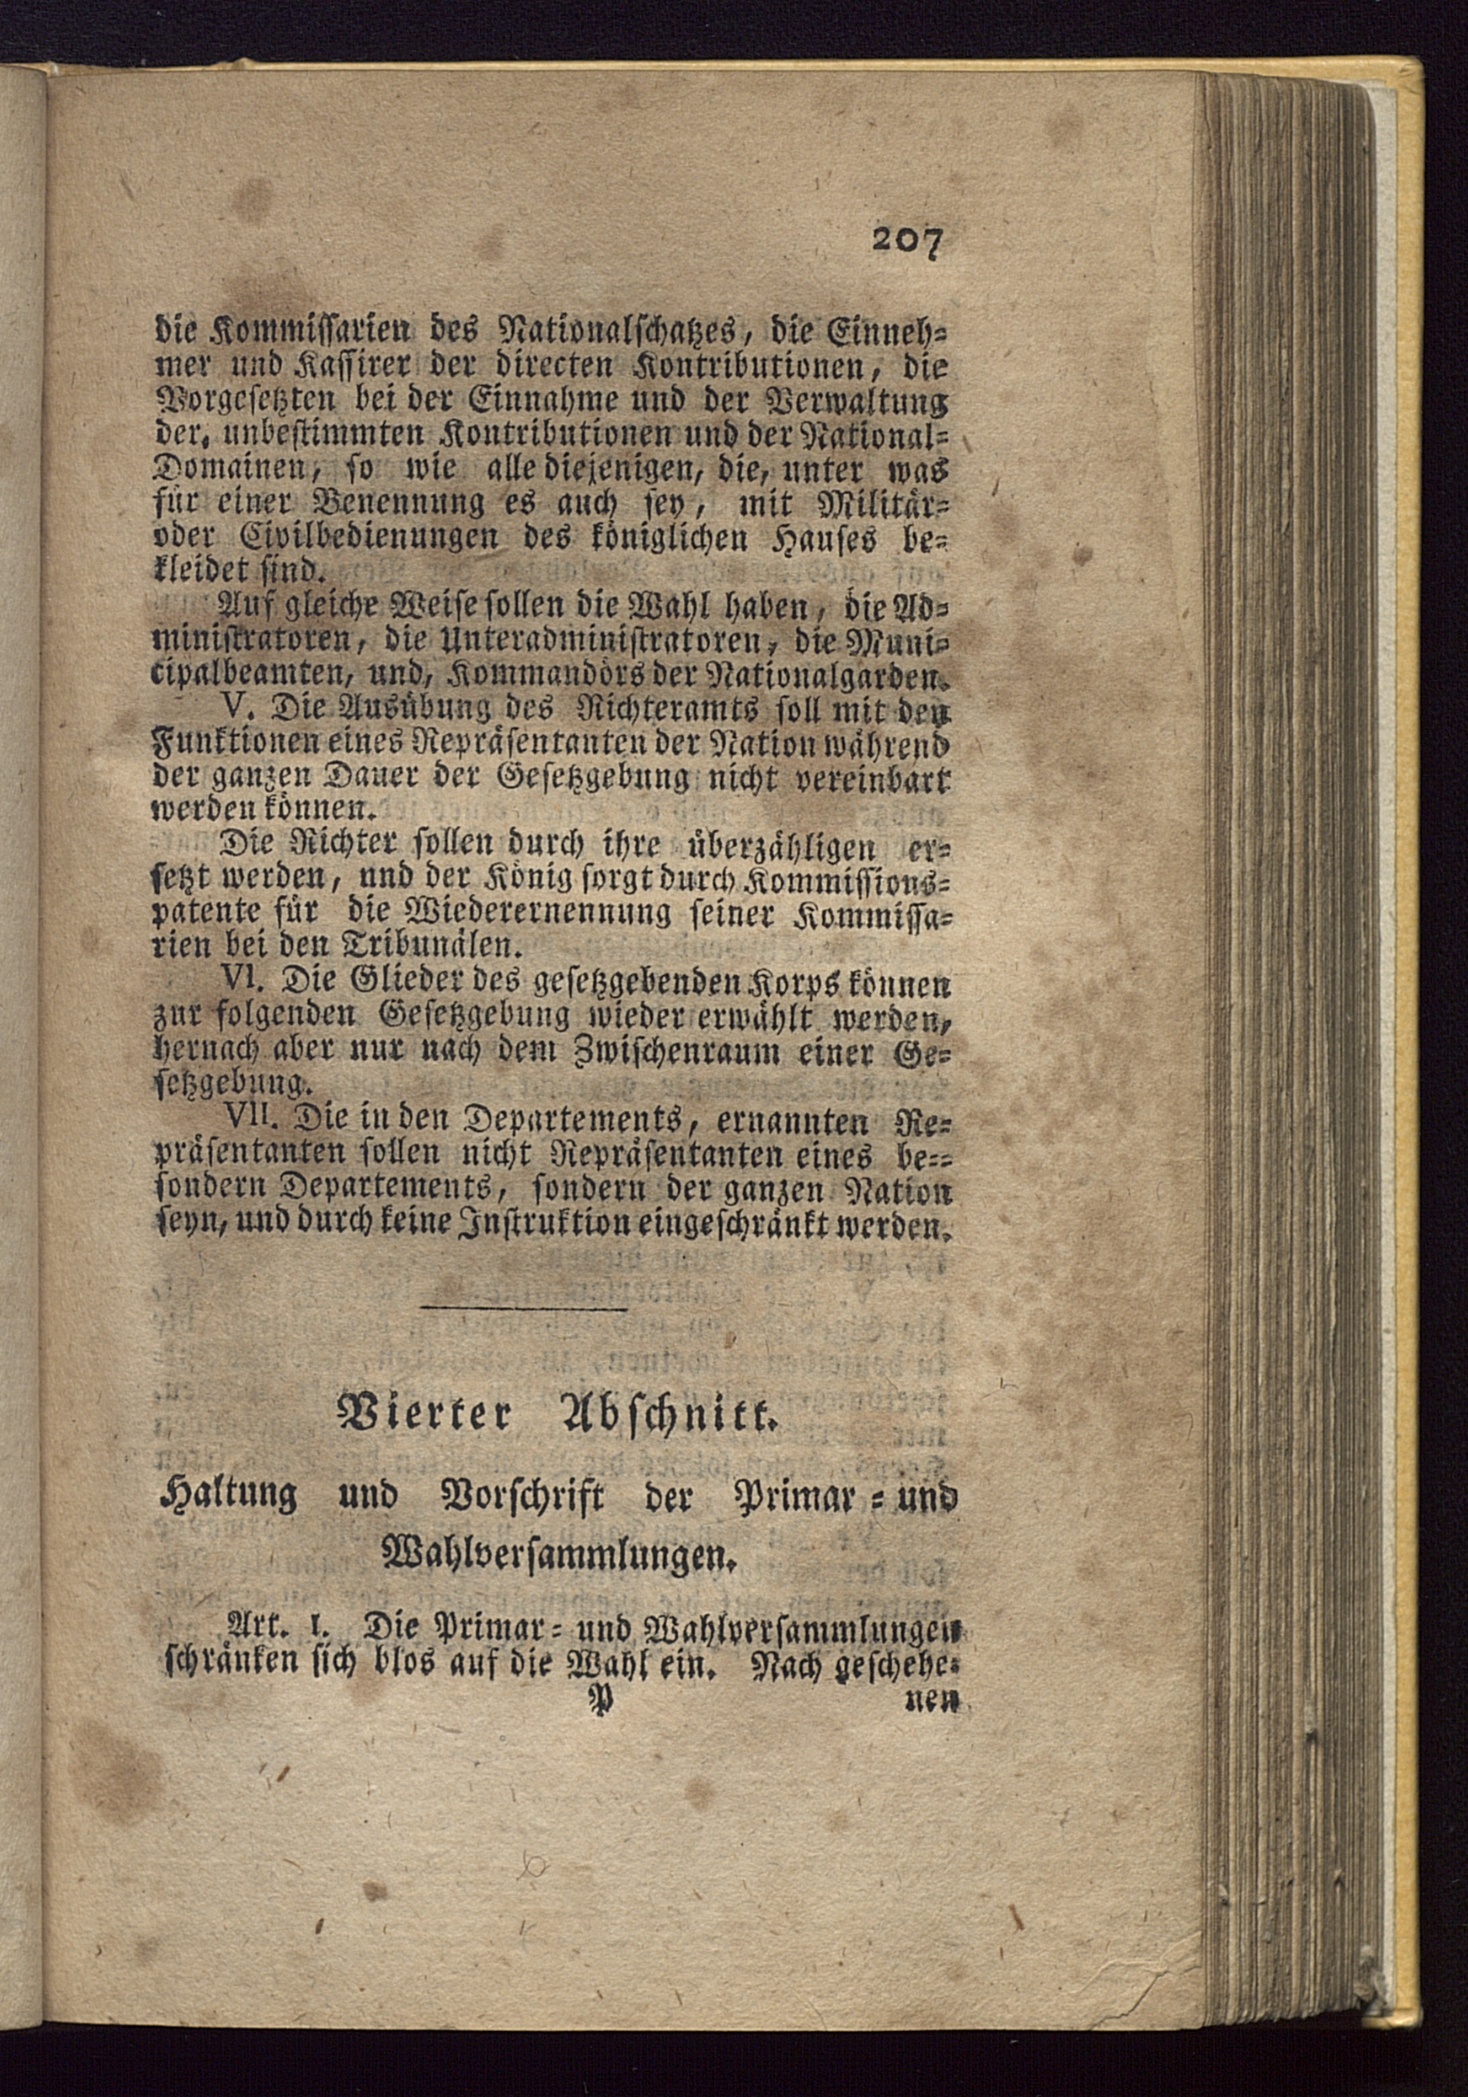 207
die Kommissarien des Nationalschatzes, die Einneh-
mer und Kassirer der directen Kontributionen, die
Vorgesetzten bei der Einnahme und der Verwaltung
der, unbestimmten Kontributionen und der National-
Domainen, so wie alle diejenigen, die, unter was
für einer Benennung es auch sey, mit Militär-
oder Civilbedienungen des königlichen Hauses be-
kleidet sind.
Auf gleiche Weise sollen die Wahl haben, die Ad-
ministratoren, die Unteradministratoren, die Muni-
cipalbeamten, und, Kommandörs der Nationalgarden.
V. Die Ausübung des Richteramts soll mit den
Funktionen eines Repräsentanten der Nation während
der ganzen Dauer der Gesetzgebung nicht vereinbart
werden können.
Die Richter sollen durch ihre überzähligen er-
setzt werden, und der König sorgt durch Kommissions-
patente für die Wiederernennung seiner Kommissa-
rien bei den Tribunälen.
VI. Die Glieder des gesetzgebenden Korps können
zur folgenden Gesetzgebung wieder erwählt werden,
hernach aber nur nach dem Zwischenraum einer Ge-
setzgebung.
VII. Die in den Departements, ernannten Re-
präsentanten sollen nicht Repräsentanten eines be--
sondern Departements, sondern der ganzen Nation
seyn, und durch keine Instruktion eingeschränkt werden.
Vierter Abschnitt.
Haltung und Vorschrift der Primar- und
Wahlversammlungen.
Art. I. Die Primar- und Wahlversammlungen
schränken sich blos auf die Wahl ein. Nach geschehe-
P nen